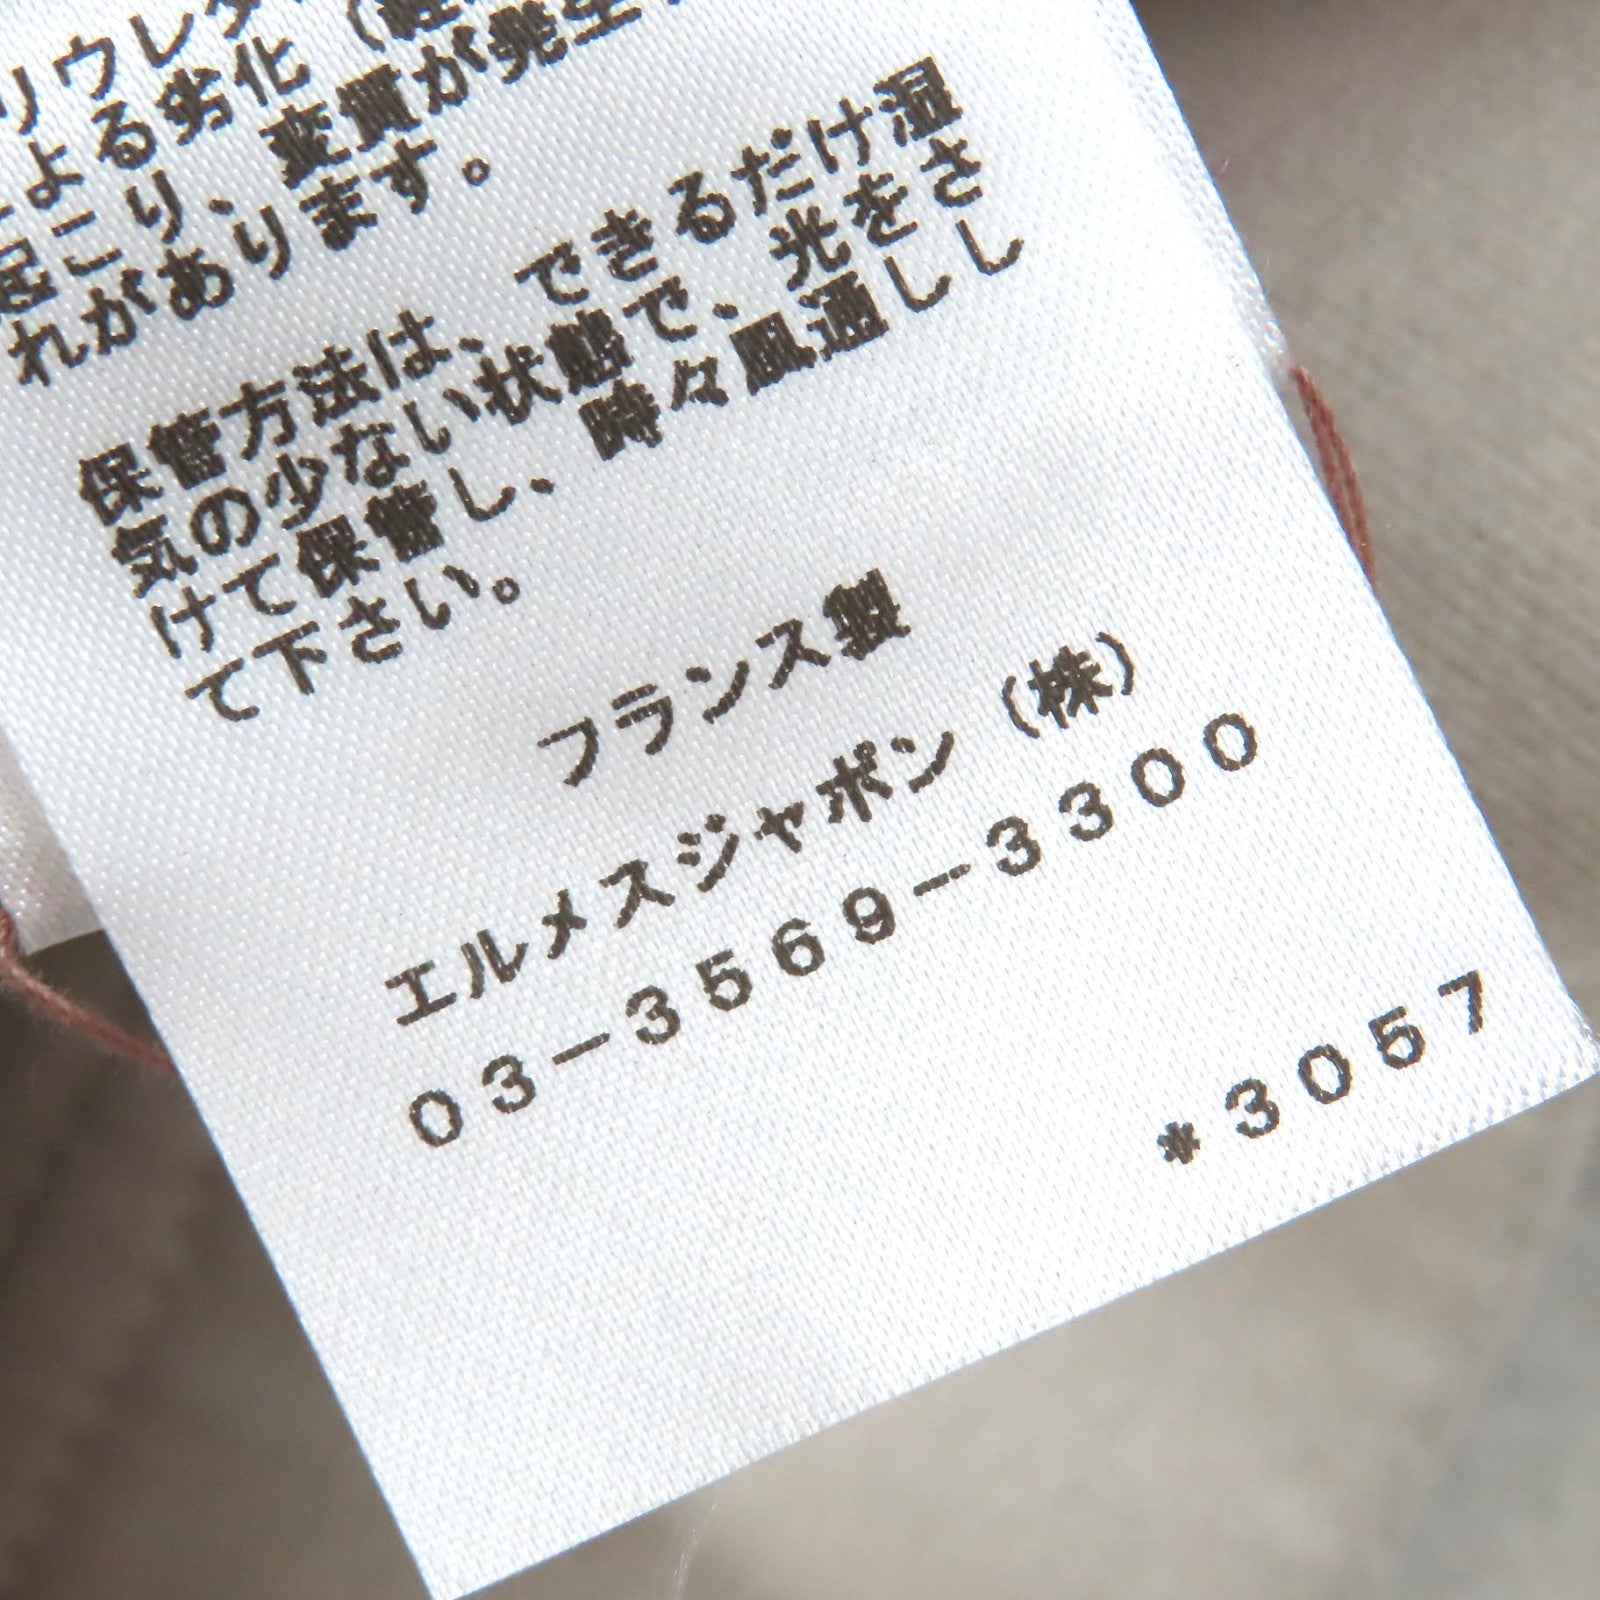 リウレタ
よる劣化（経
こり、変質が発生
れがあります。
保管方法は、できるだけ湿
気の少ない状態で、光をさ
けて保管し、時々風通しし
て下さい。
フランス製
エルメスジャポン（株）
03－3569－3300
*3057